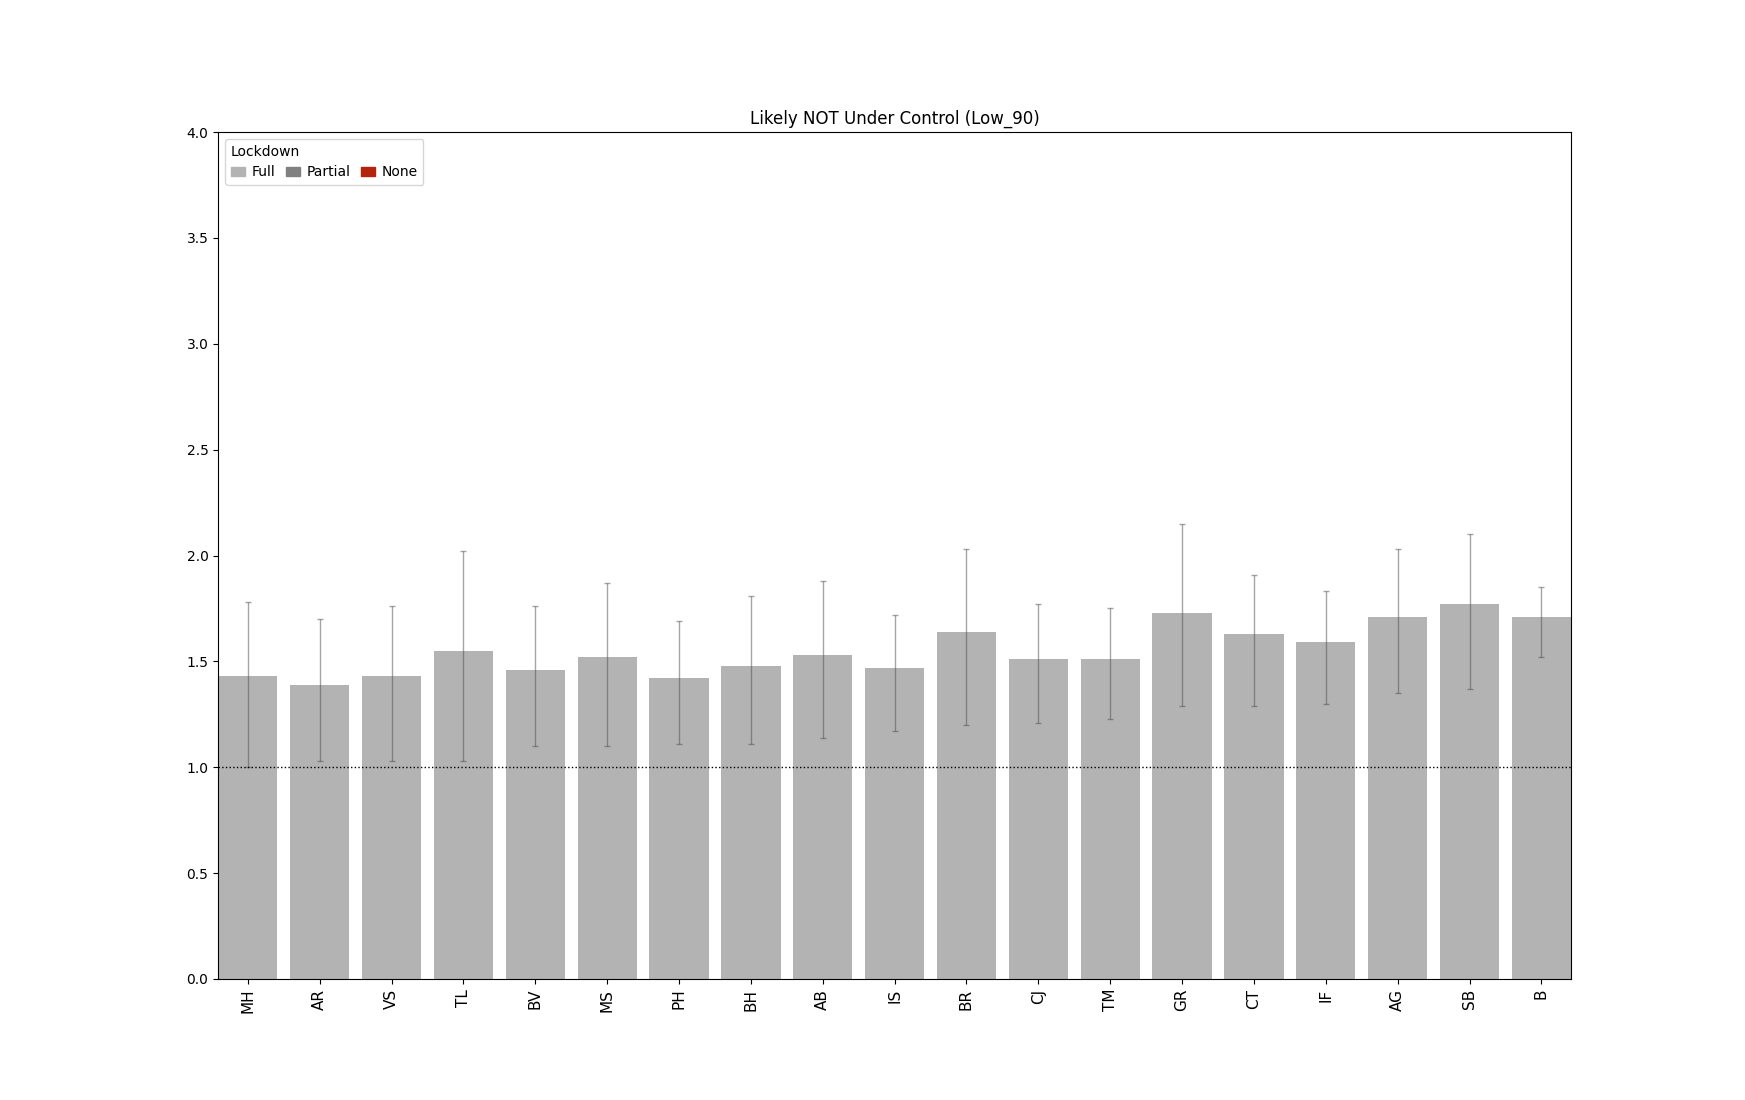 Likely NOT Under Control (Low_90)
4.0
3.5
3.0
2.5
2.0
1.5
1.0
0.5
0.0
Lockdown
Full Partial None
MH AR VS TL BV MS PH BH AB IS BR CJ TM GR CT IF AG SB B